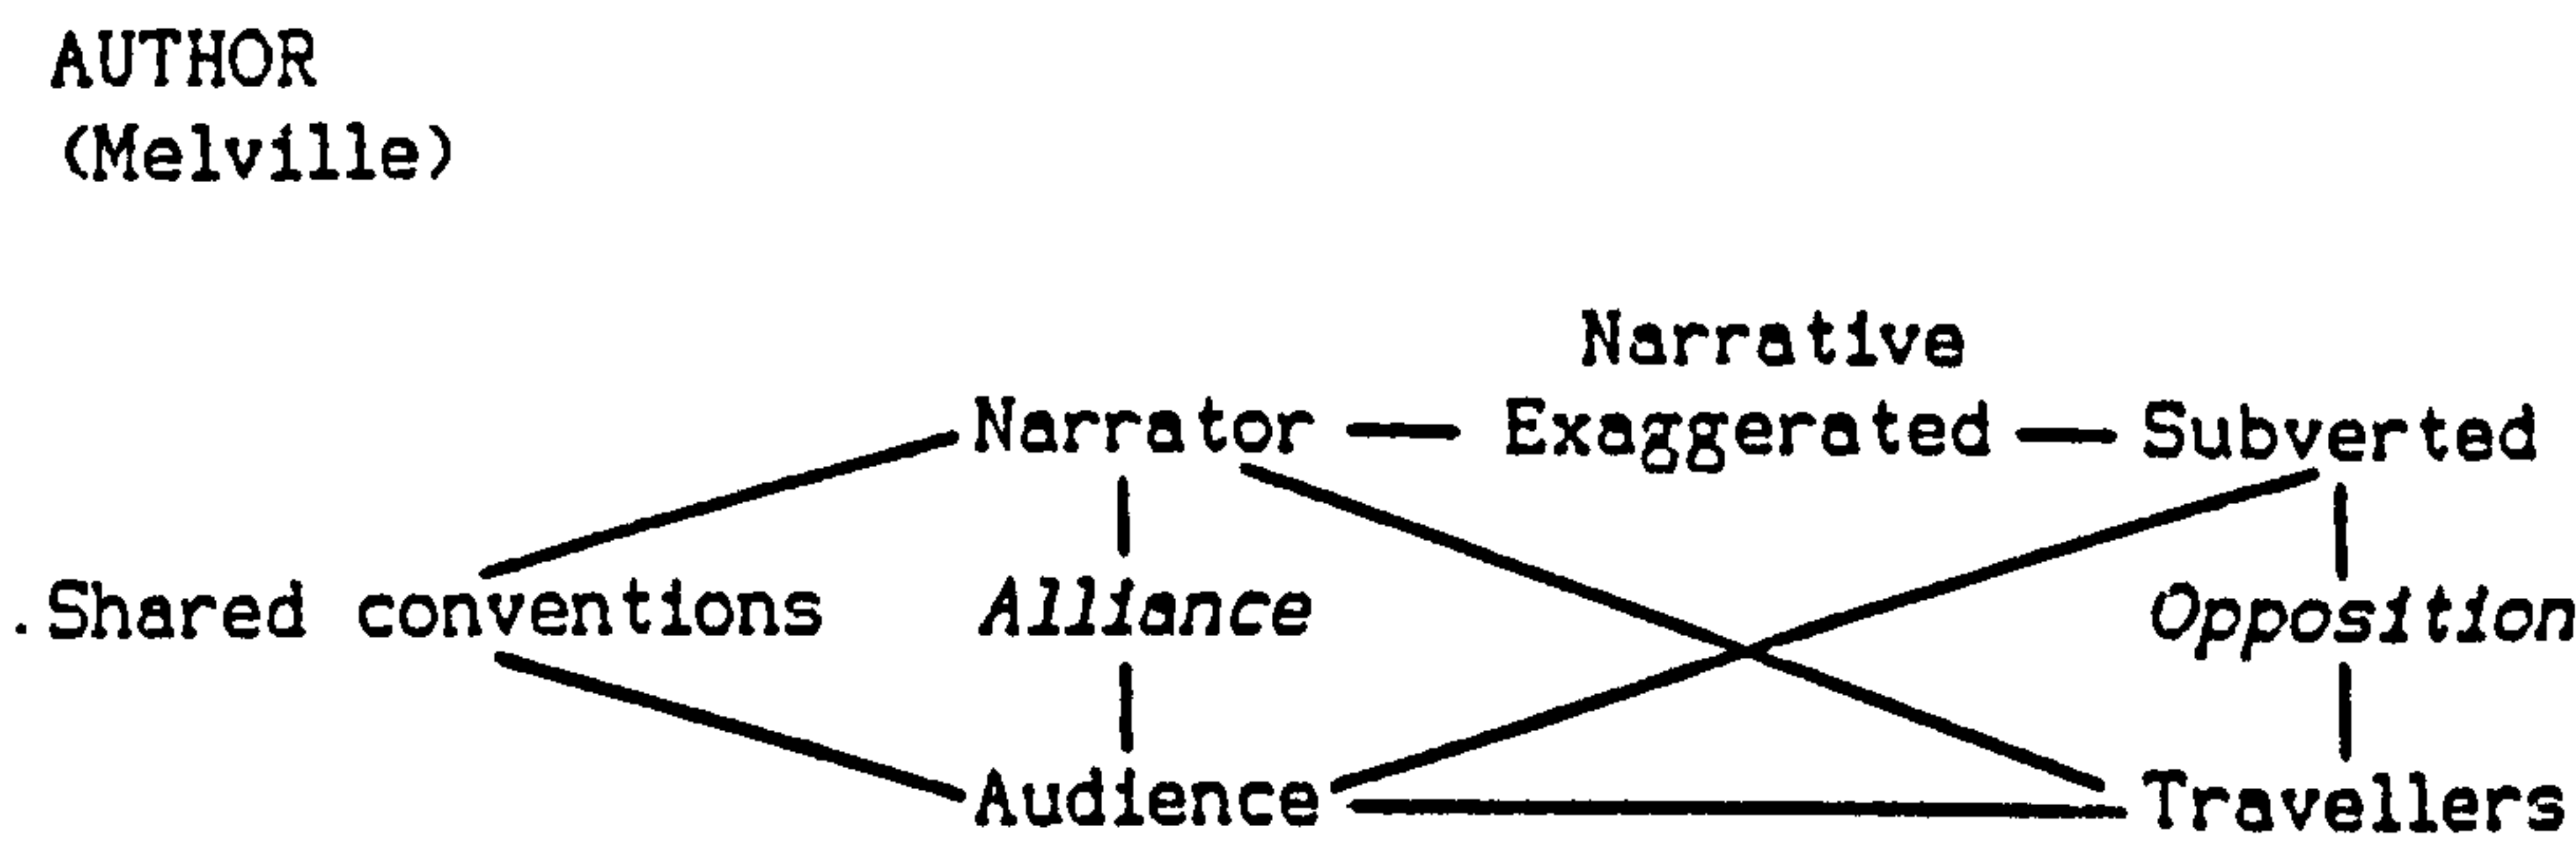 AUTHOR
(Melville)
Narrative
Narrator — Exaggerated — Subverted
.Shared conventions Alliance Opposition
Audience Travellers